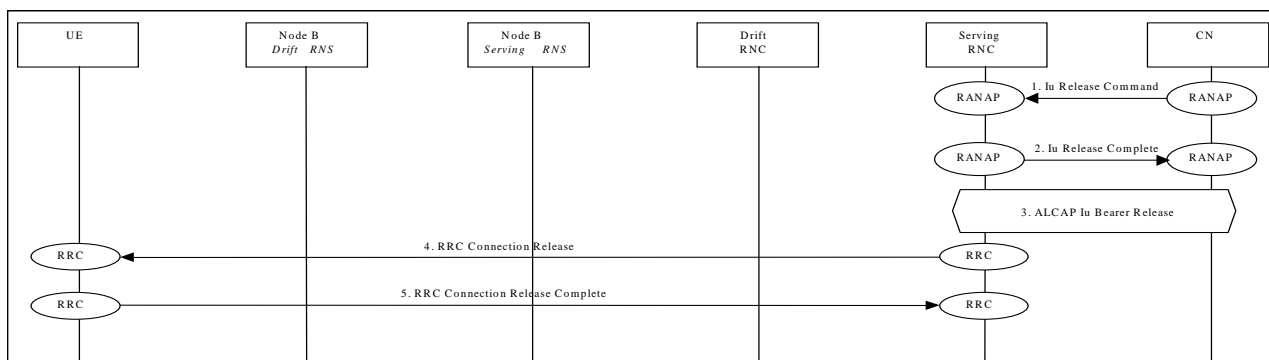 UE
Node B
Drift RNS
Node B
Serving RNS
Drift
RNC
Serving
RNC
CN
RANAP
1. Iu Release Command
RANAP
RANAP
2. Iu Release Complete
RANAP
3. ALCAP Iu Bearer Release
RRC
4. RRC Connection Release
RRC
RRC
5. RRC Connection Release Complete
RRC